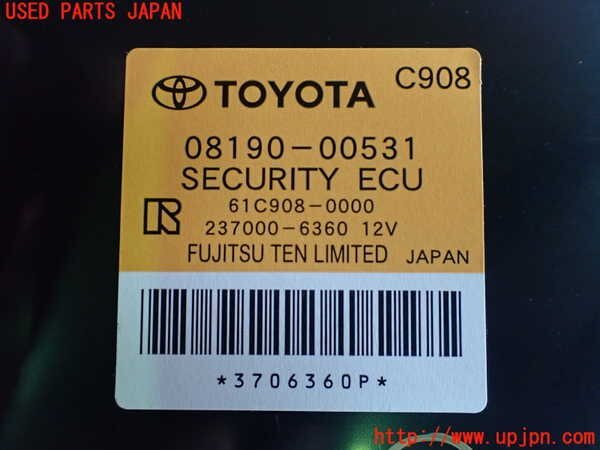 USED PARTS JAPAN
TOYOTA C908
08190-00531
SECURITY ECU
61C908-0000
R 237000-6360 12V
FUJITSU TEN LIMITED JAPAN
*3706360P*
http://www.upjpn.com